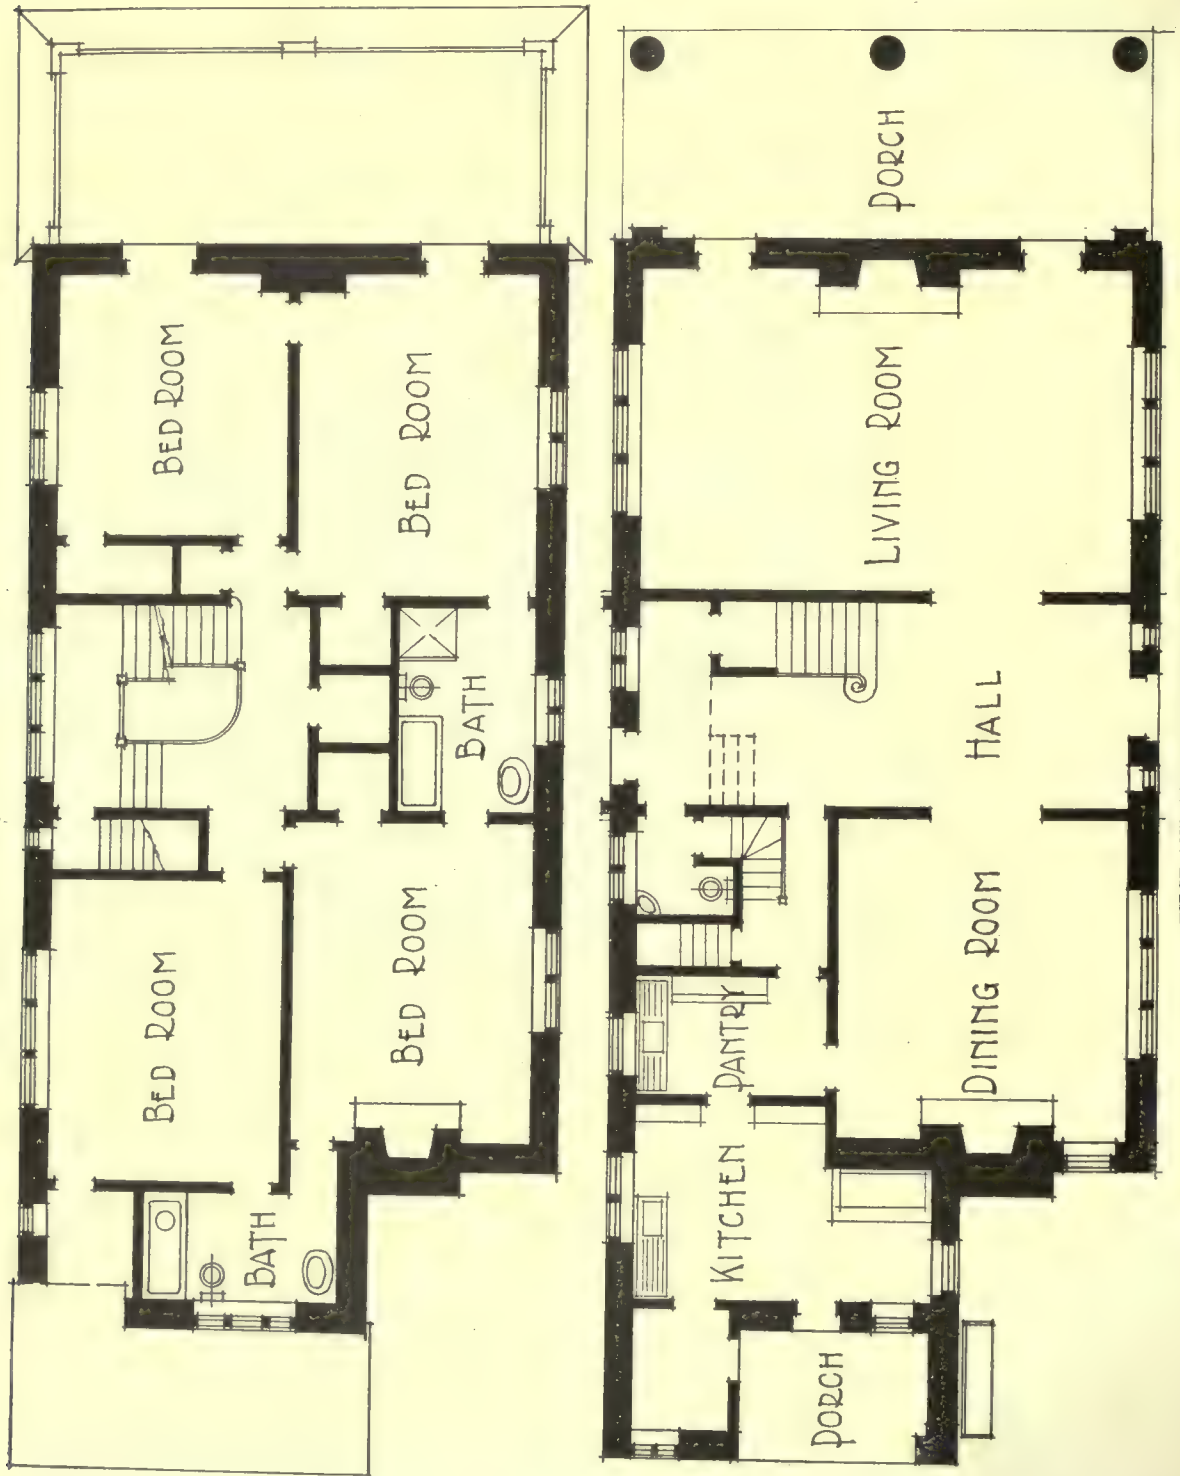 BED ROOM
BED ROOM
BATH
BED ROOM
BED ROOM
BATH
PORCH
LIVING ROOM
HALL
DINING ROOM
PANTRY
KITCHEN
PORCH